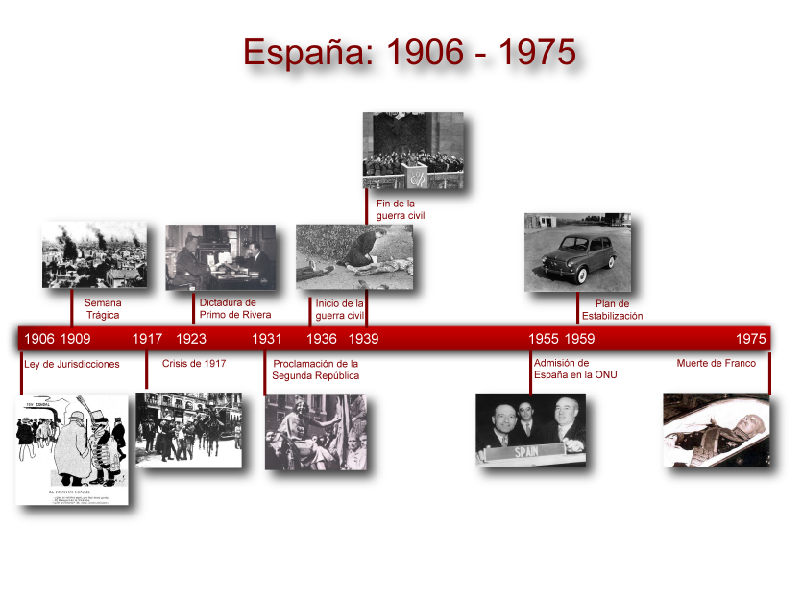 España: 1906 - 1975
Fin de la
guerra civil
Semana
Trágica
Dictadura de
Primo de Rivera
Inicio de la
guerra civil
Plan de
Estabilización
1906 1909 1917 1923 1931 1936 1939 1955 1959 1975
Ley de Jurisdicciones
Crisis de 1917
Proclamación de la
Segunda República
Admisión de
España en la ONU
Muerte de Franco
SPAIN